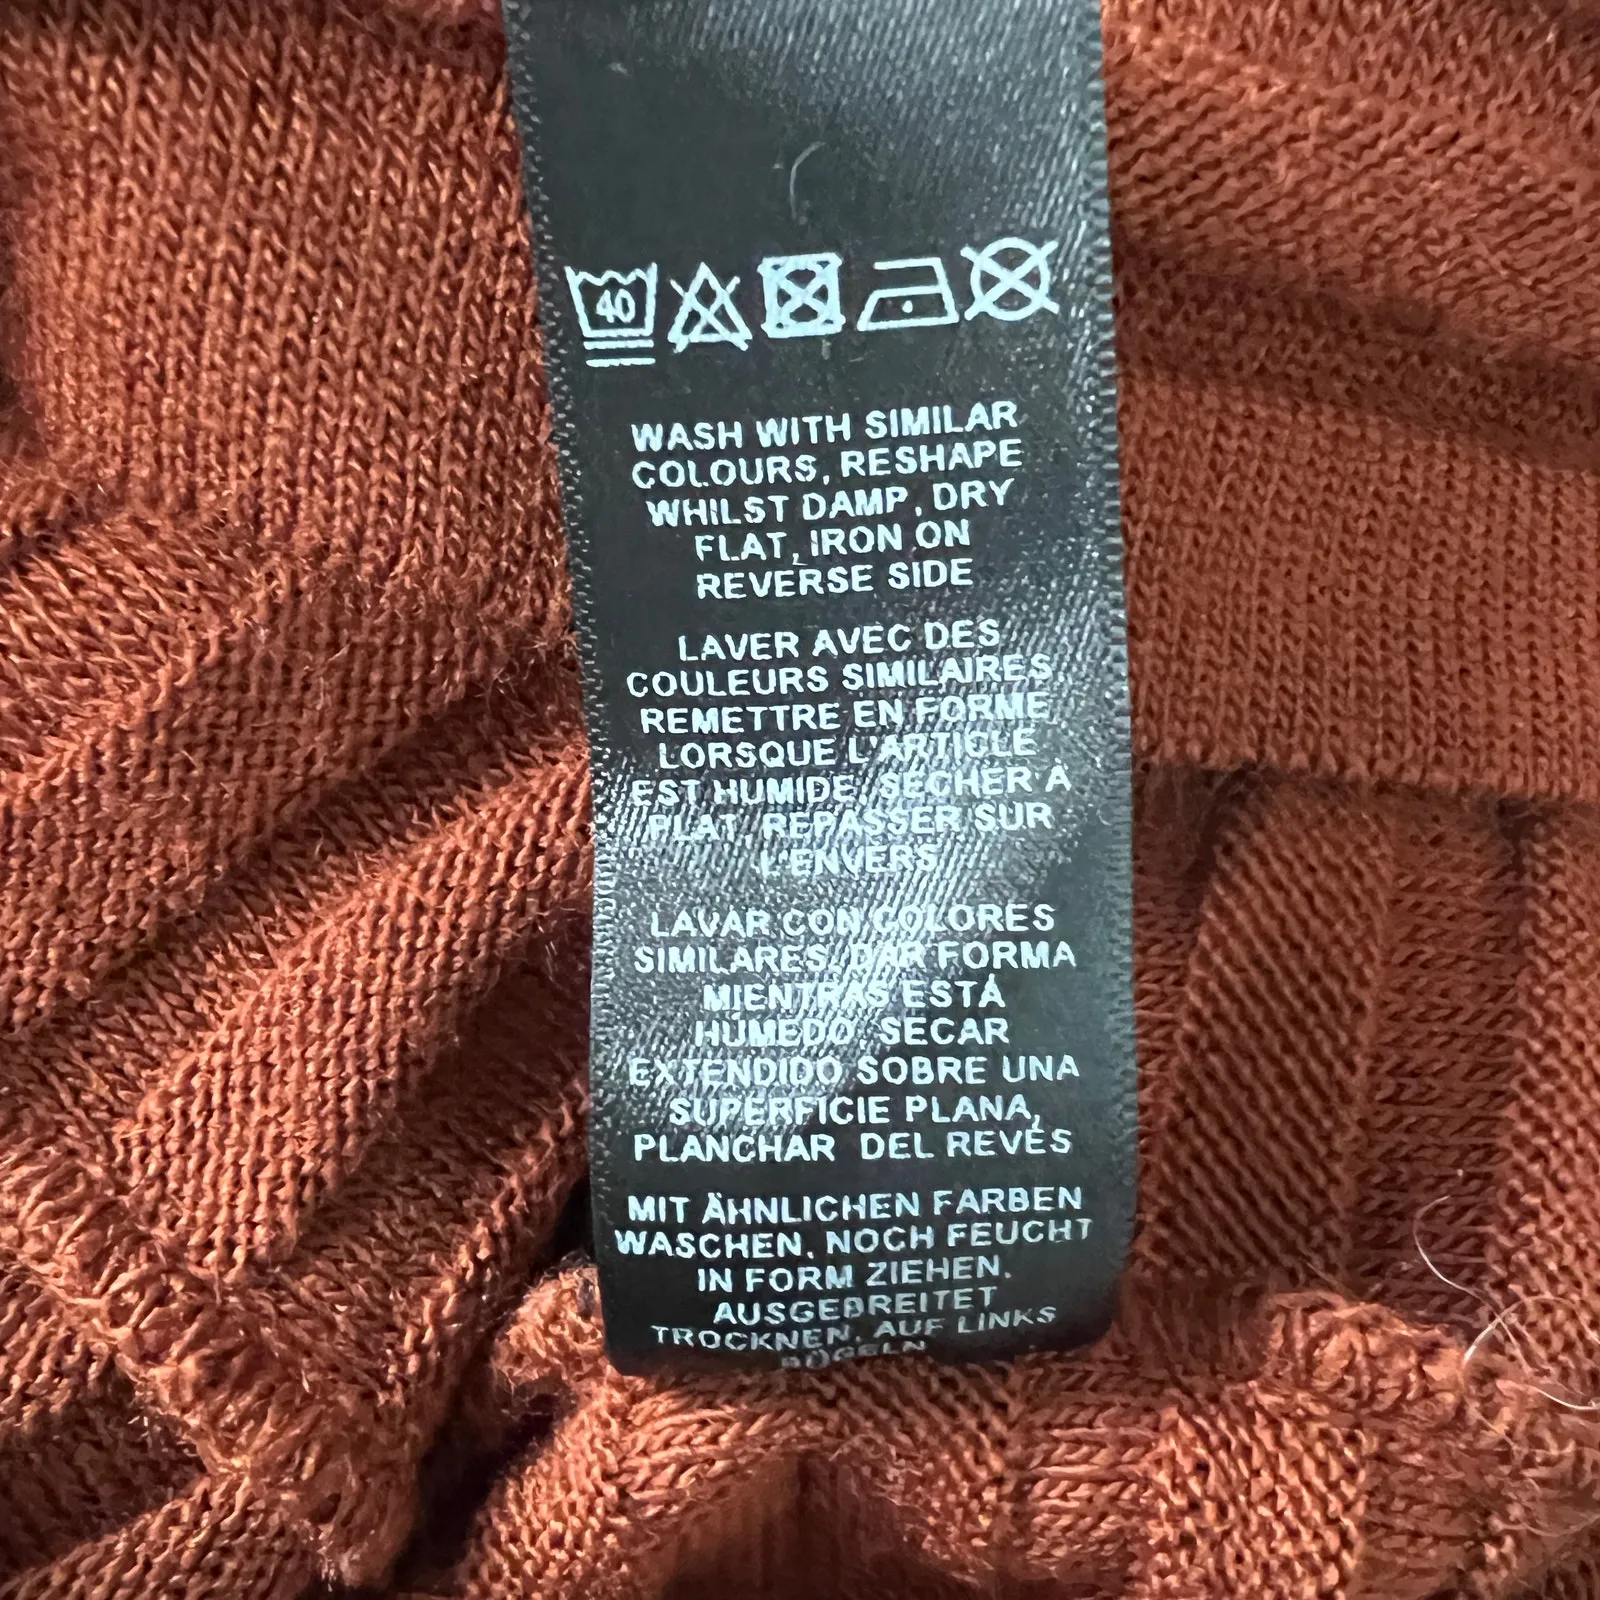 40
WASH WITH SIMILAR
COLOURS, RESHAPE
WHILST DAMP, DRY
FLAT, IRON ON
REVERSE SIDE
LAVER AVEC DES
COULEURS SIMILAIRES,
REMETTRE EN FORME
LORSQUE L'ARTICLE
EST HUMIDE, SÉCHER À
PLAT, REPASSER SUR
L'ENVERS
LAVAR CON COLORES
SIMILARES, DAR FORMA
MIENTRAS ESTÁ
HÚMEDO, SECAR
EXTENDIDO SOBRE UNA
SUPERFICIE PLANA,
PLANCHAR DEL REVÉS
MIT ÄHNLICHEN FARBEN
WASCHEN, NOCH FEUCHT
IN FORM ZIEHEN,
AUSGEBREITET
TROCKNEN, AUF LINKS
BÜGELN